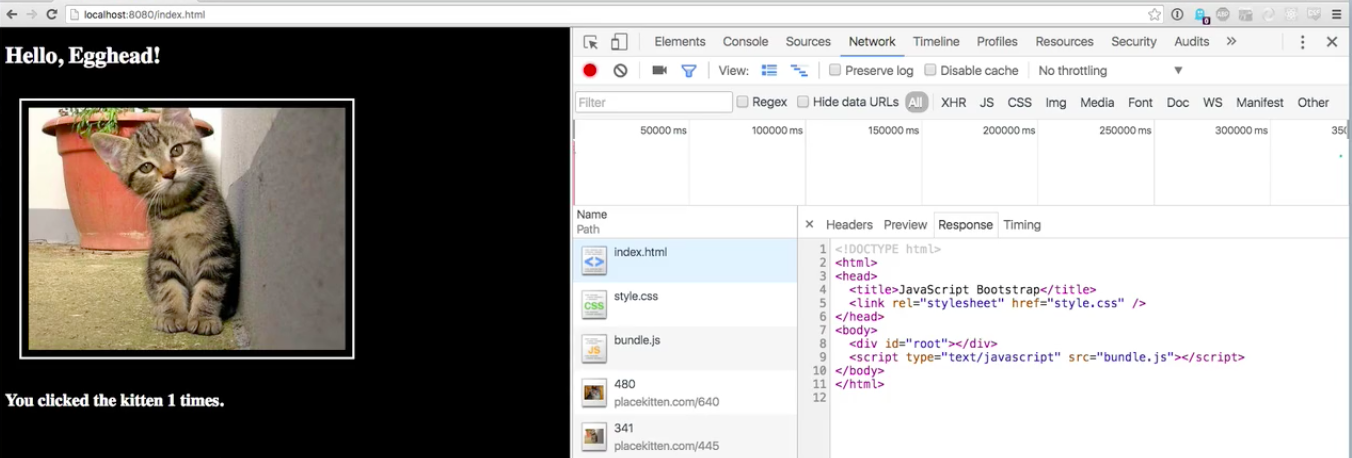 localhost:8080/index.html
Hello, Egghead!
You clicked the kitten 1 times.
Elements Console Sources Network Timeline Profiles Resources Security Audits »
View: Preserve log Disable cache No throttling
Filter Regex Hide data URLs All XHR JS CSS Img Media Font Doc WS Manifest Other
50000 ms 100000 ms 150000 ms 200000 ms 250000 ms 300000 ms
Name
Path
index.html
style.css
bundle.js
480
placekitten.com/640
341
placekitten.com/445
× Headers Preview Response Timing
1 <!DOCTYPE html>
2 <html>
3 <head>
4 <title>JavaScript Bootstrap</title>
5 <link rel="stylesheet" href="style.css" />
6 </head>
7 <body>
8 <div id="root"></div>
9 <script type="text/javascript" src="bundle.js"></script>
10 </body>
11 </html>
12